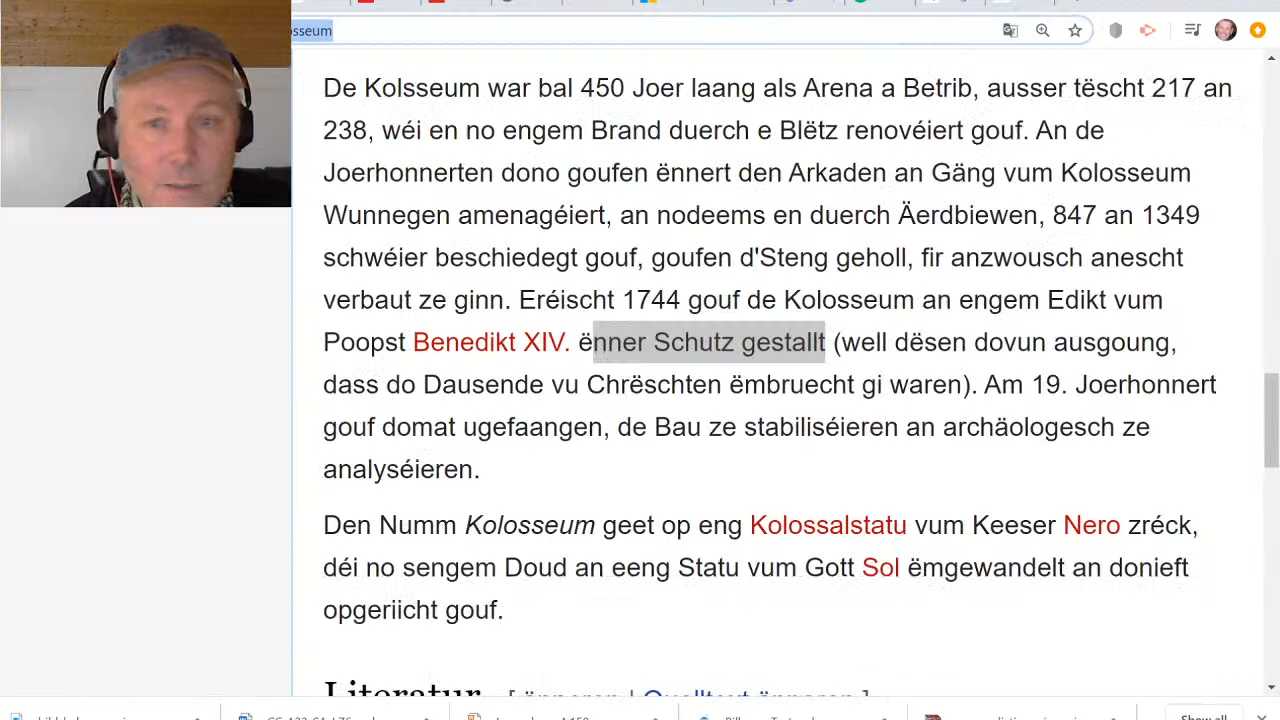 osseum
De Kolsseum war bal 450 Joer laang als Arena a Betrib, ausser tëscht 217 an
238, wéi en no engem Brand duerch e Blëtz renovéiert gouf. An de
Joerhonnerten dono goufen ënnert den Arkaden an Gäng vum Kolosseum
Wunnegen amenagéiert, an nodeems en duerch Äerdbiewen, 847 an 1349
schwéier beschiedegt gouf, goufen d'Steng geholl, fir anzwousch anescht
verbaut ze ginn. Eréischt 1744 gouf de Kolosseum an engem Edikt vum
Poopst Benedikt XIV. ënner Schutz gestallt (well dësen dovun ausgoung,
dass do Dausende vu Chrëschten ëmbruecht gi waren). Am 19. Joerhonnert
gouf domat ugefaangen, de Bau ze stabiliséieren an archäologesch ze
analyséieren.
Den Numm Kolosseum geet op eng Kolossalstatu vum Keeser Nero zréck,
déi no sengem Doud an eeng Statu vum Gott Sol ëmgewandelt an donieft
opgeriicht gouf.
Literatur [ änneren | Quelltext änneren ]
Show all